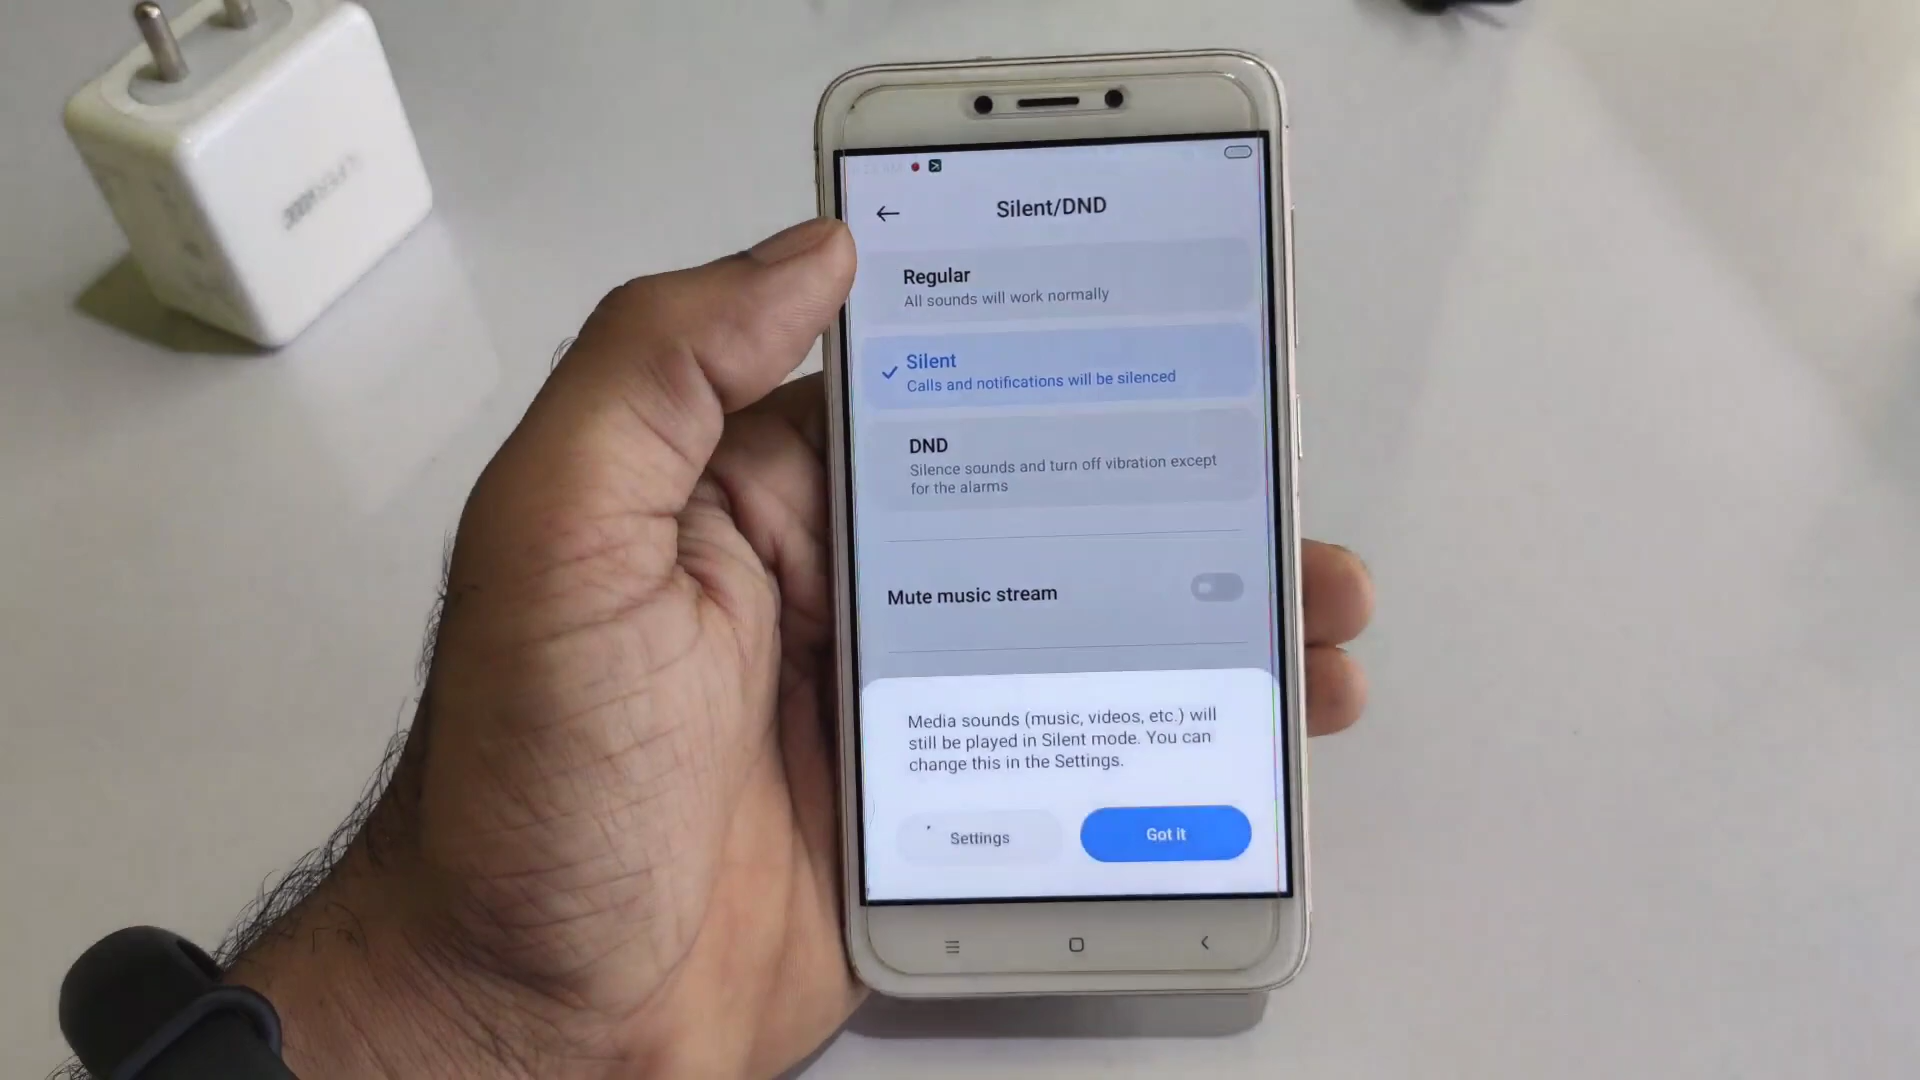 Silent/DND
Regular
All sounds will work normally
Silent
Calls and notifications will be silenced
DND
Silence sounds and turn off vibration except
for the alarms
Mute music stream
Media sounds (music, videos, etc.) will
still be played in Silent mode. You can
change this in the Settings.
Settings
Got it